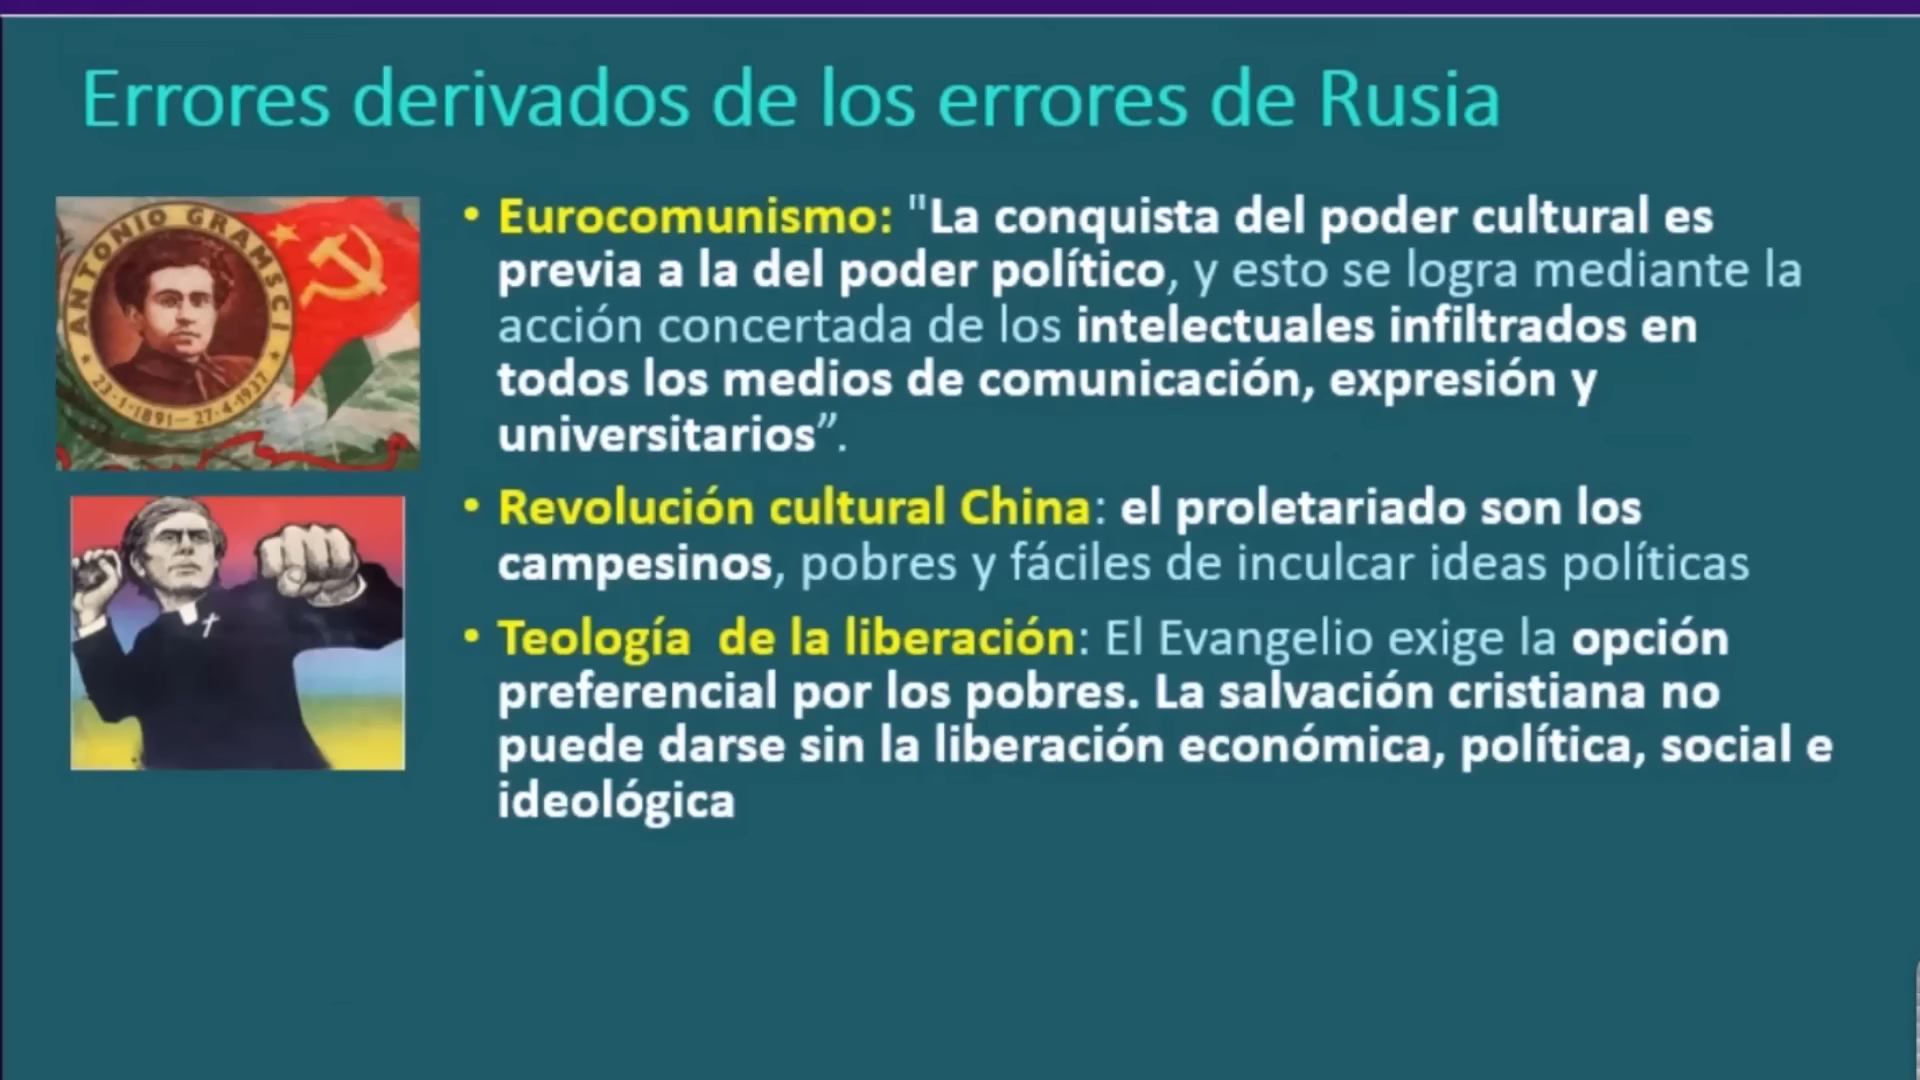 Errores derivados de los errores de Rusia
ANTONIO GRAMSCI
23·1·1891–27·4·1937
• Eurocomunismo: "La conquista del poder cultural es
previa a la del poder político, y esto se logra mediante la
acción concertada de los intelectuales infiltrados en
todos los medios de comunicación, expresión y
universitarios”.
• Revolución cultural China: el proletariado son los
campesinos, pobres y fáciles de inculcar ideas políticas
• Teología  de la liberación: El Evangelio exige la opción
preferencial por los pobres. La salvación cristiana no
puede darse sin la liberación económica, política, social e
ideológica